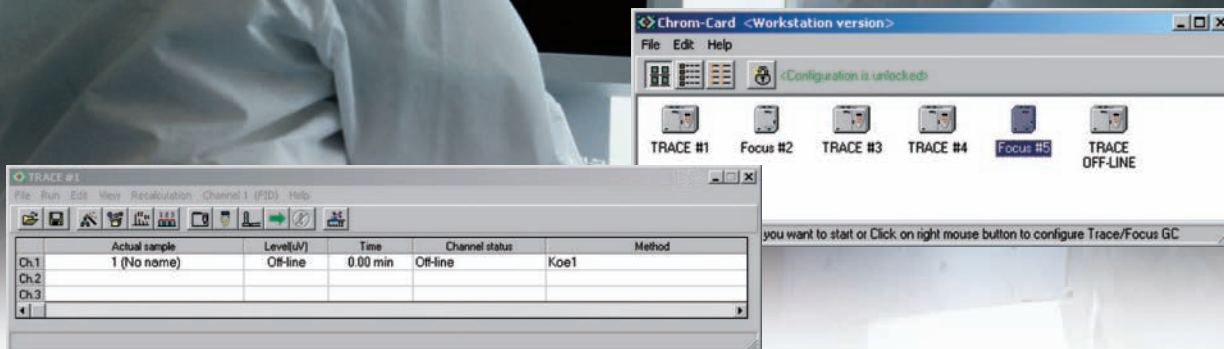 Chrom-Card <Workstation version>
File Edit Help
<Configuration is unlocked>
TRACE #1 Focus #2 TRACE #3 TRACE #4 Focus #5 TRACE
OFF-LINE
you want to start or Click on right mouse button to configure Trace/Focus GC
TRACE #1
File Run Edit View Recalculation Channel 1 (FID) Help
Actual sample Level(uV) Time Channel status Method
Ch.1 1 (No name) Off-line 0.00 min Off-line Koe1
Ch.2
Ch.3